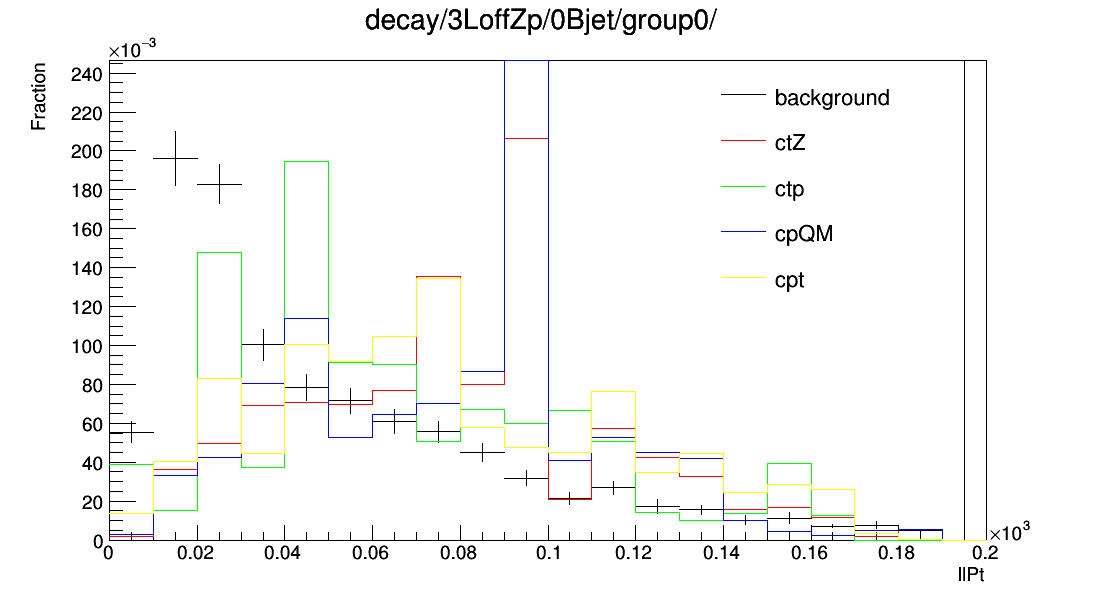 decay/3LoffZp/0Bjet/group0/
×10⁻³
Fraction
240
220
200
180
160
140
120
100
80
60
40
20
0
background
ctZ
ctp
cpQM
cpt
0 0.02 0.04 0.06 0.08 0.1 0.12 0.14 0.16 0.18 0.2
×10³
llPt